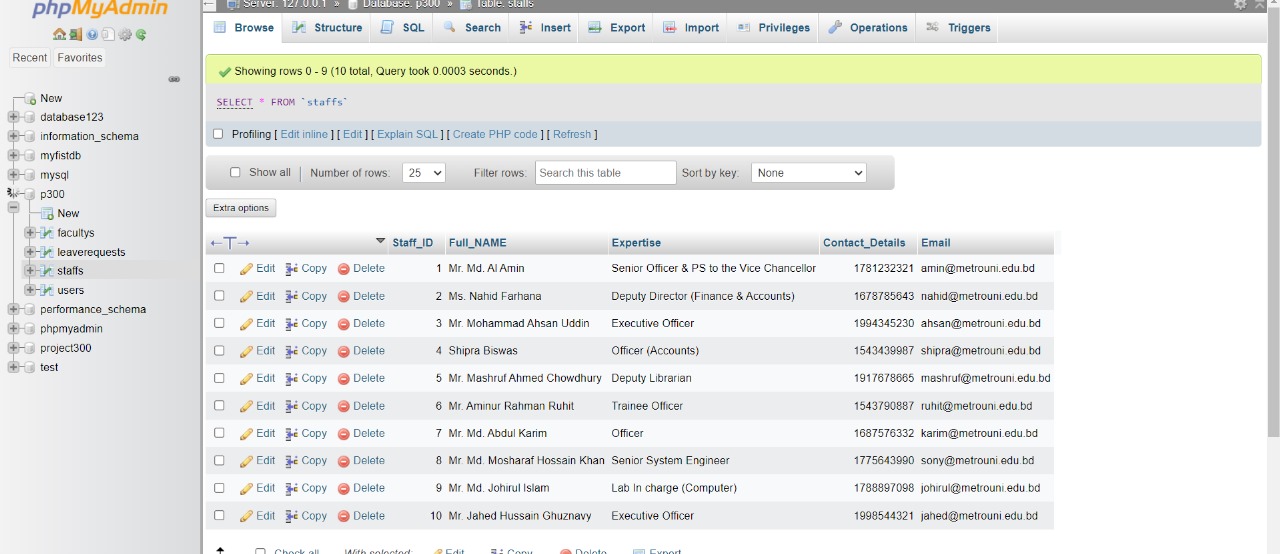 phpMyAdmin
Server: 127.0.0.1 » Database: p300 » Table: staffs
Browse Structure SQL Search Insert Export Import Privileges Operations Triggers
Recent Favorites
Showing rows 0 - 9 (10 total, Query took 0.0003 seconds.)
SELECT * FROM `staffs`
Profiling [ Edit inline ] [ Edit ] [ Explain SQL ] [ Create PHP code ] [ Refresh ]
Show all Number of rows: 25 Filter rows: Search this table Sort by key: None
Extra options
New
database123
information_schema
myfistdb
mysql
p300
New
facultys
leaverequests
staffs
users
performance_schema
phpmyadmin
project300
test
←T→ Staff_ID Full_NAME Expertise Contact_Details Email
Edit Copy Delete 1 Mr. Md. Al Amin Senior Officer & PS to the Vice Chancellor 1781232321 amin@metrouni.edu.bd
Edit Copy Delete 2 Ms. Nahid Farhana Deputy Director (Finance & Accounts) 1678785643 nahid@metrouni.edu.bd
Edit Copy Delete 3 Mr. Mohammad Ahsan Uddin Executive Officer 1994345230 ahsan@metrouni.edu.bd
Edit Copy Delete 4 Shipra Biswas Officer (Accounts) 1543439987 shipra@metrouni.edu.bd
Edit Copy Delete 5 Mr. Mashruf Ahmed Chowdhury Deputy Librarian 1917678665 mashruf@metrouni.edu.bd
Edit Copy Delete 6 Mr. Aminur Rahman Ruhit Trainee Officer 1543790887 ruhit@metrouni.edu.bd
Edit Copy Delete 7 Mr. Md. Abdul Karim Officer 1687576332 karim@metrouni.edu.bd
Edit Copy Delete 8 Mr. Md. Mosharaf Hossain Khan Senior System Engineer 1775643990 sony@metrouni.edu.bd
Edit Copy Delete 9 Mr. Md. Johirul Islam Lab In charge (Computer) 1788897098 johirul@metrouni.edu.bd
Edit Copy Delete 10 Mr. Jahed Hussain Ghuznavy Executive Officer 1998544321 jahed@metrouni.edu.bd
Check all With selected: Edit Copy Delete Export